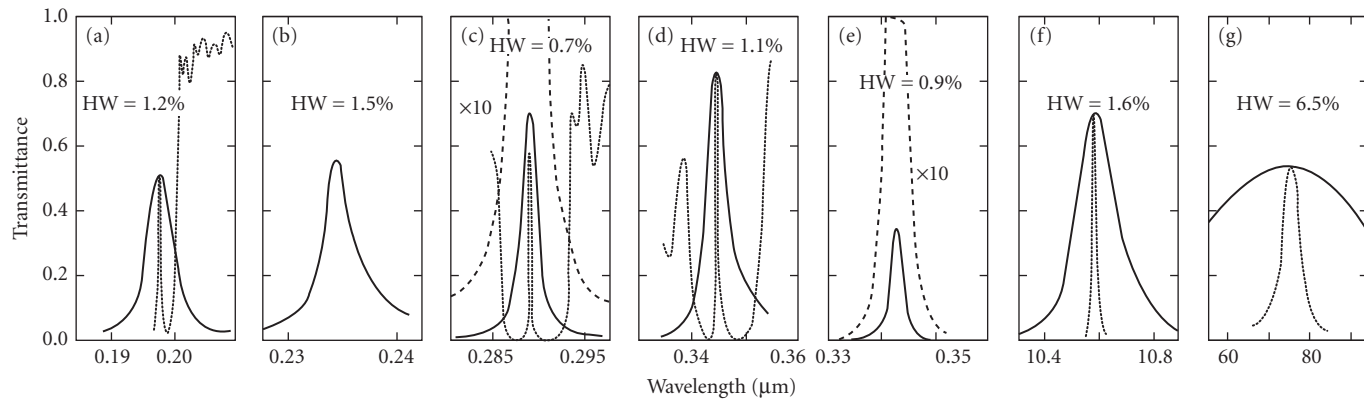 1.0
0.8
0.6
0.4
0.2
0.0
Transmittance
(a)
HW = 1.2%
0.19 0.20
(b)
HW = 1.5%
0.23 0.24
(c)
HW = 0.7%
×10
0.285 0.295
(d)
HW = 1.1%
0.34 0.36
(e)
HW = 0.9%
×10
0.33 0.35
(f)
HW = 1.6%
10.4 10.8
(g)
HW = 6.5%
60 80
Wavelength (μm)